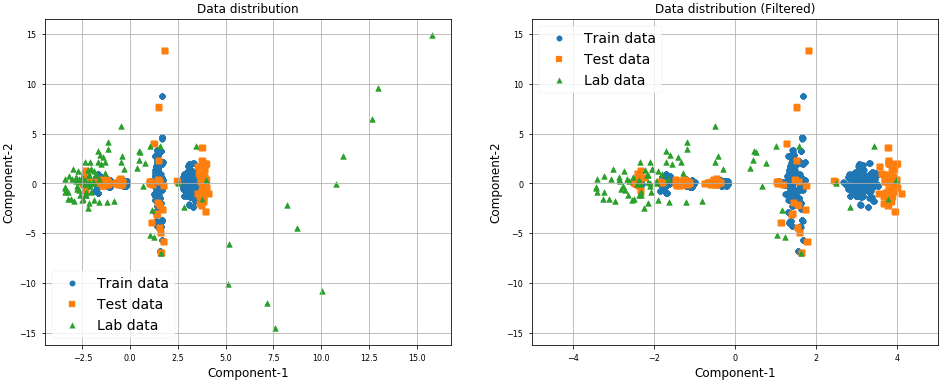 Data distribution
Component-2
15
10
5
0
−5
−10
−15
Train data
Test data
Lab data
−2.5
0.0
2.5
5.0
7.5
10.0
12.5
15.0
Component-1
Data distribution (Filtered)
Component-2
15
10
5
0
−5
−10
−15
Train data
Test data
Lab data
−4
−2
0
2
4
Component-1